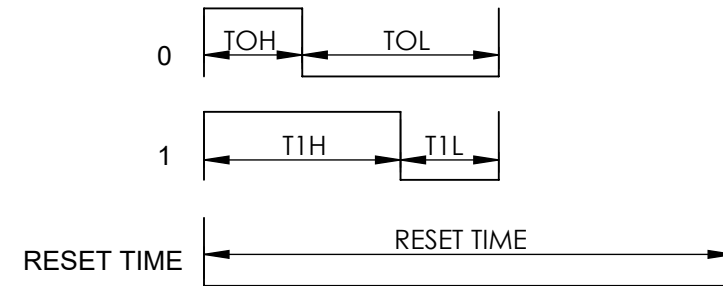 TOH TOL
0
T1H T1L
1
RESET TIME
RESET TIME